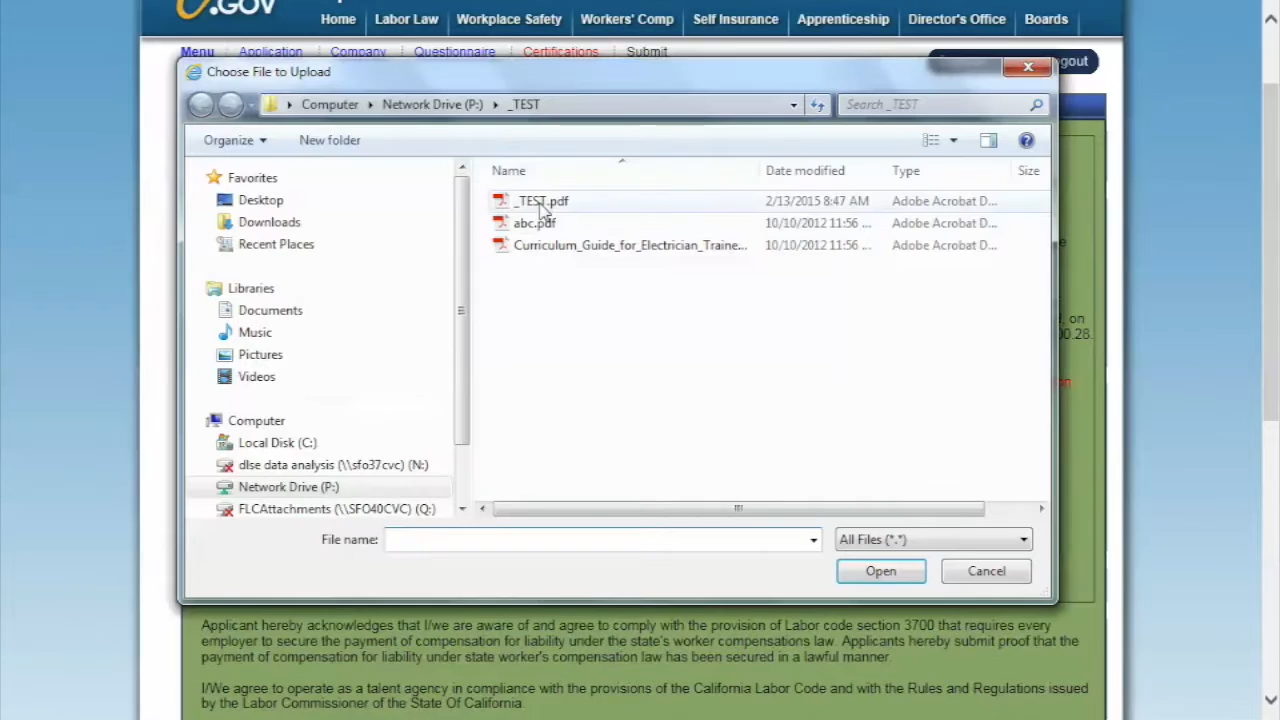 .GOV
Home Labor Law Workplace Safety Workers' Comp Self Insurance Apprenticeship Director's Office Boards
Menu Application Company Questionnaire Certifications Submit
Logout
Choose File to Upload
Computer Network Drive (P:) _TEST
Search _TEST
Organize New folder
Name Date modified Type Size
Favorites
Desktop
Downloads
Recent Places
Libraries
Documents
Music
Pictures
Videos
Computer
Local Disk (C:)
dlse data analysis (\\sfo37cvc) (N:)
Network Drive (P:)
FLCAttachments (\\SFO40CVC) (Q:)
_TEST.pdf 2/13/2015 8:47 AM Adobe Acrobat D...
abc.pdf 10/10/2012 11:56 ... Adobe Acrobat D...
Curriculum_Guide_for_Electrician_Traine... 10/10/2012 11:56 ... Adobe Acrobat D...
, on
00.28.
File name: All Files (*.*)
Open Cancel
Applicant hereby acknowledges that I/we are aware of and agree to comply with the provision of Labor code section 3700 that requires every
employer to secure the payment of compensation for liability under the state's worker compensations law. Applicants hereby submit proof that the
payment of compensation for liability under state worker's compensation law has been secured in a lawful manner.
I/We agree to operate as a talent agency in compliance with the provisions of the California Labor Code and with the Rules and Regulations issued
by the Labor Commissioner of the State Of California.